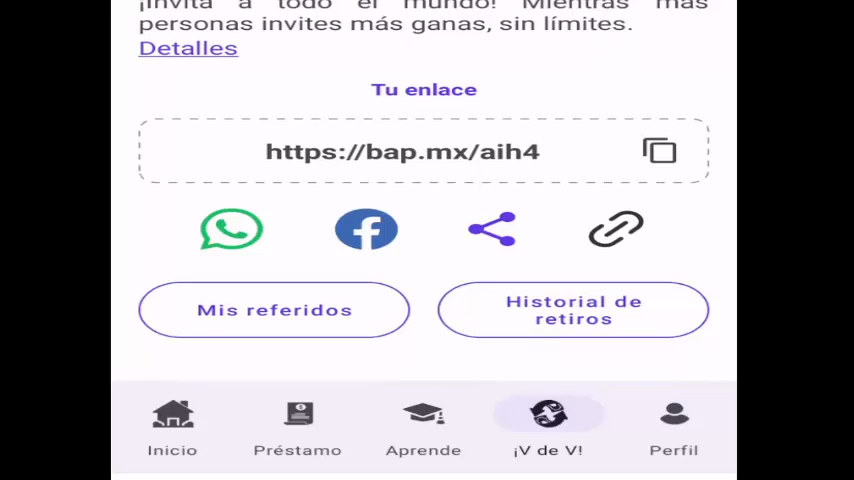 ¡Invita a todo el mundo! Mientras más
personas invites más ganas, sin límites.
Detalles
Tu enlace
https://bap.mx/aih4
Mis referidos
Historial de
retiros
Inicio
Préstamo
Aprende
¡V de V!
Perfil